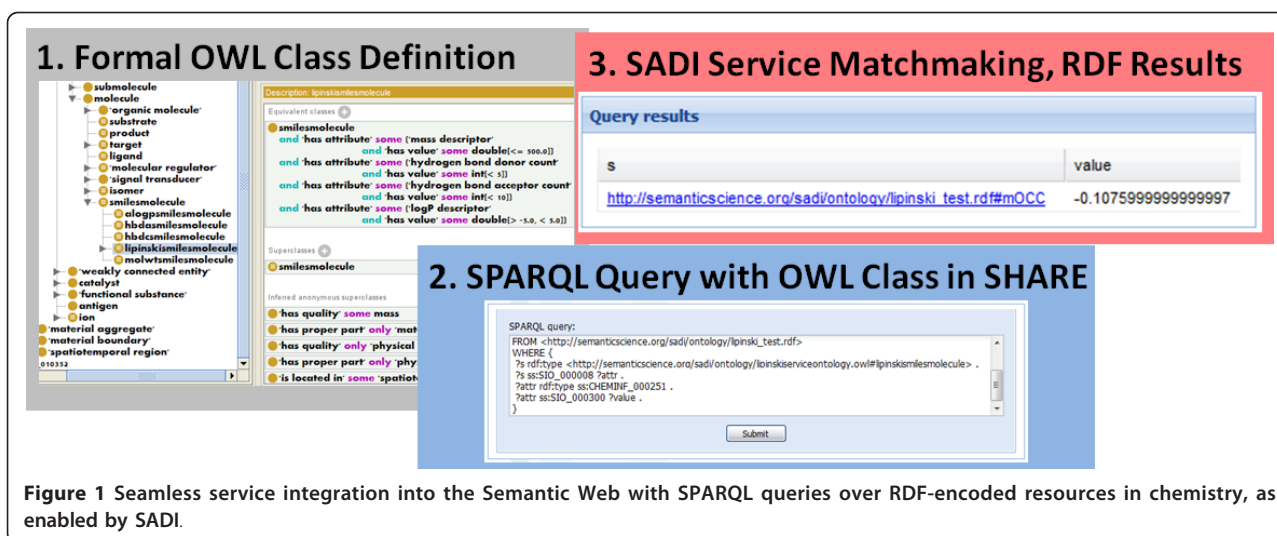 1. Formal OWL Class Definition
submolecule
molecule
'organic molecule'
substrate
product
target
ligand
'molecular regulator'
'signal transducer'
isomer
smilesmolecule
alogpsmilesmolecule
hbdasmilesmolecule
hbdcsmilesmolecule
lipinskismilesmolecule
molwtsmilesmolecule
'weakly connected entity'
catalyst
'functional substance'
antigen
ion
'material aggregate'
'material boundary'
'spatiotemporal region'
_010352
Description: lipinskismilesmolecule
Equivalent classes
smilesmolecule
and 'has attribute' some ('mass descriptor'
and 'has value' some double[<= 500.0])
and 'has attribute' some ('hydrogen bond donor count'
and 'has value' some int[< 5])
and 'has attribute' some ('hydrogen bond acceptor count'
and 'has value' some int[< 10])
and 'has attribute' some ('logP descriptor'
and 'has value' some double[> -5.0, < 5.0])
Superclasses
smilesmolecule
Inferred anonymous superclasses
'has quality' some mass
'has proper part' only 'mat
'has quality' only 'physical
'has proper part' only 'phy
'is located in' some 'spatiot
3. SADI Service Matchmaking, RDF Results
Query results
s value
http://semanticscience.org/sadi/ontology/lipinski_test.rdf#mOCC -0.1075999999999997
2. SPARQL Query with OWL Class in SHARE
SPARQL query:
FROM <http://semanticscience.org/sadi/ontology/lipinski_test.rdf>
WHERE {
?s rdf:type <http://semanticscience.org/sadi/ontology/lipinskiserviceontology.owl#lipinskismilesmolecule> .
?s ss:SIO_000008 ?attr .
?attr rdf:type ss:CHEMINF_000251 .
?attr ss:SIO_000300 ?value .
}
Submit
Figure 1 Seamless service integration into the Semantic Web with SPARQL queries over RDF-encoded resources in chemistry, as
enabled by SADI.